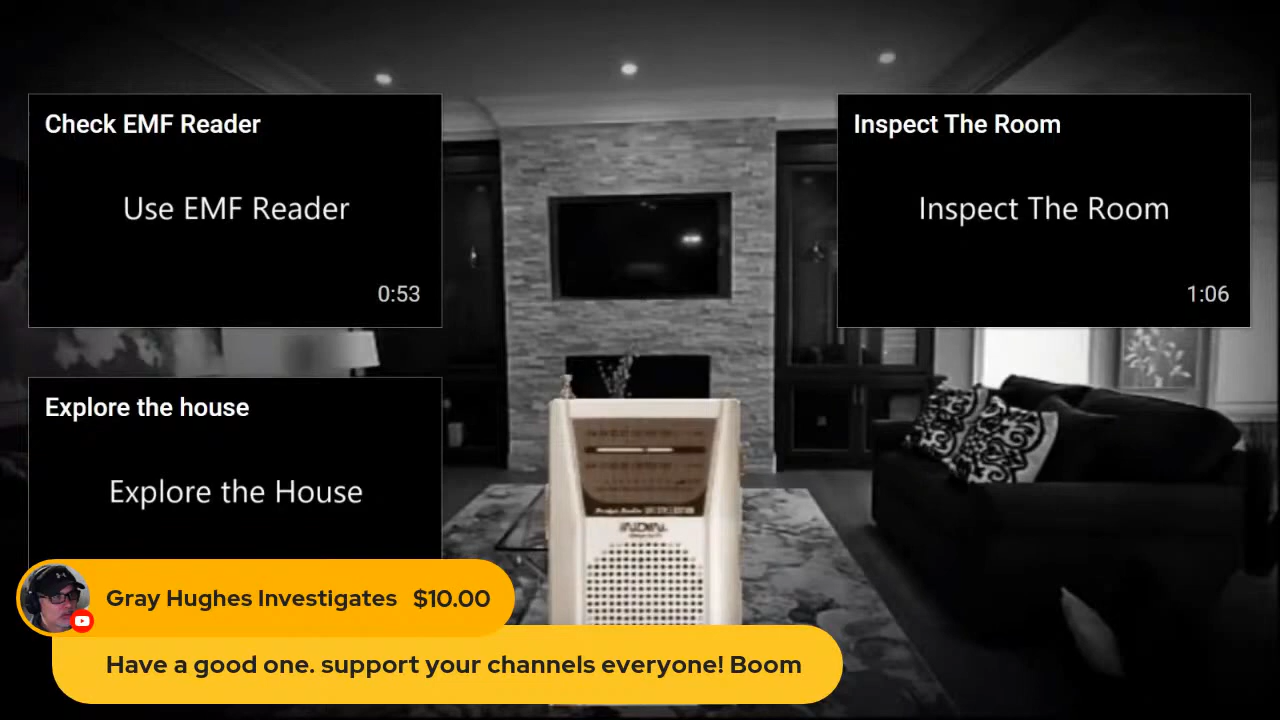 Check EMF Reader
Use EMF Reader
0:53
Inspect The Room
Inspect The Room
1:06
Explore the house
Explore the House
Gray Hughes Investigates $10.00
Have a good one. support your channels everyone! Boom